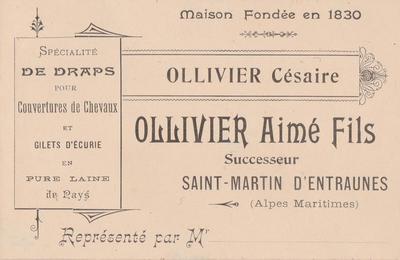 Maison Fondée en 1830
SPÉCIALITÉ
DE DRAPS
POUR
Couvertures de Chevaux
ET
GILETS D'ÉCURIE
EN
PURE LAINE
de Pays
OLLIVIER Césaire
OLLIVIER Aimé Fils
Successeur
SAINT-MARTIN D'ENTRAUNES
(Alpes Maritimes)
Représenté par Mr